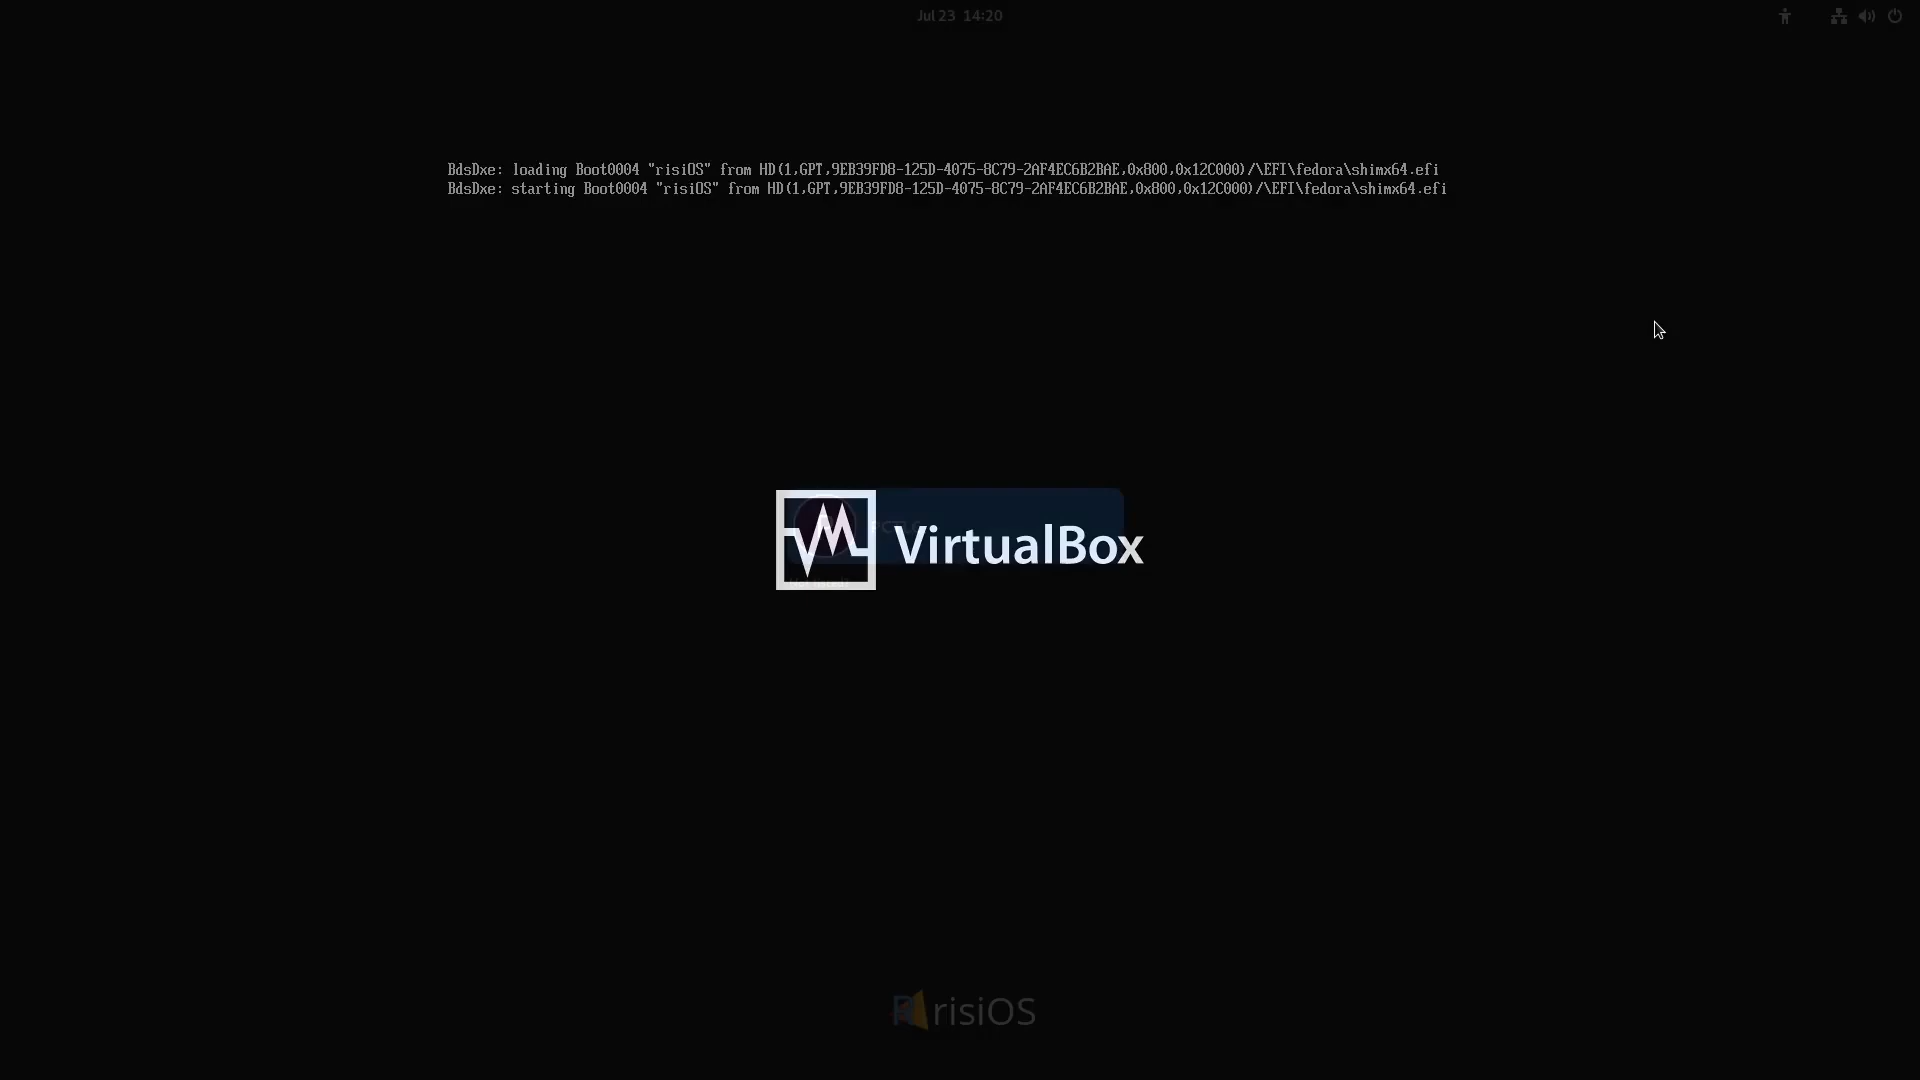 Jul 23 14:20
BdsDxe: loading Boot0004 "risiOS" from HD(1,GPT,9EB39FD8-125D-4075-8C79-2AF4EC6B2BAE,0x800,0x12C000)/\EFI\fedora\shimx64.efi
BdsDxe: starting Boot0004 "risiOS" from HD(1,GPT,9EB39FD8-125D-4075-8C79-2AF4EC6B2BAE,0x800,0x12C000)/\EFI\fedora\shimx64.efi
VirtualBox
risiOS